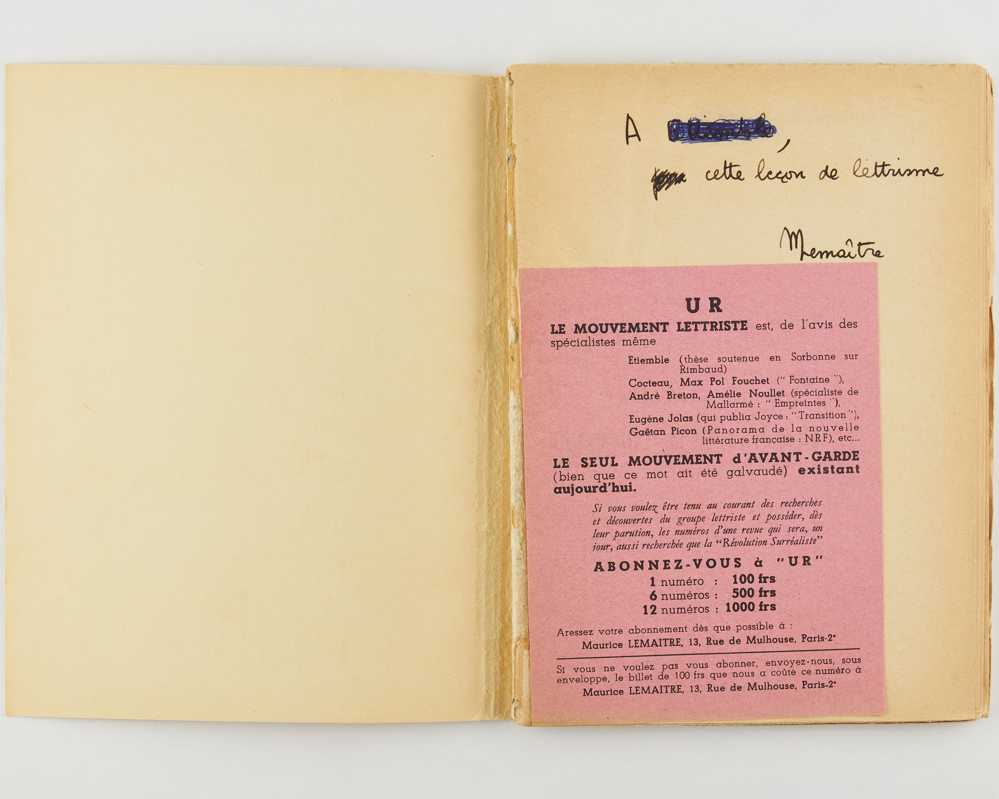 A ,
cette leçon de lettrisme
Memaître
UR
LE MOUVEMENT LETTRISTE est, de l'avis des
spécialistes même
Etiemble (thèse soutenue en Sorbonne sur
Rimbaud)
Cocteau, Max Pol Fouchet ("Fontaine"),
André Breton, Amélie Noullet (spécialiste de
Mallarmé : "Empreintes"),
Eugène Jolas (qui publia Joyce : "Transition"),
Gaëtan Picon (Panorama de la nouvelle
littérature française : NRF), etc...
LE SEUL MOUVEMENT d'AVANT-GARDE
(bien que ce mot ait été galvaudé) existant
aujourd'hui.
Si vous voulez être tenu au courant des recherches
et découvertes du groupe lettriste et posséder, dès
leur parution, les numéros d'une revue qui sera, un
jour, aussi recherchée que la "Révolution Surréaliste"
ABONNEZ-VOUS à "UR"
1 numéro : 100 frs
6 numéros : 500 frs
12 numéros : 1000 frs
Aressez votre abonnement dès que possible à :
Maurice LEMAITRE, 13, Rue de Mulhouse, Paris-2e
Si vous ne voulez pas vous abonner, envoyez-nous, sous
enveloppe, le billet de 100 frs que nous a coûté ce numéro à
Maurice LEMAITRE, 13, Rue de Mulhouse, Paris-2e